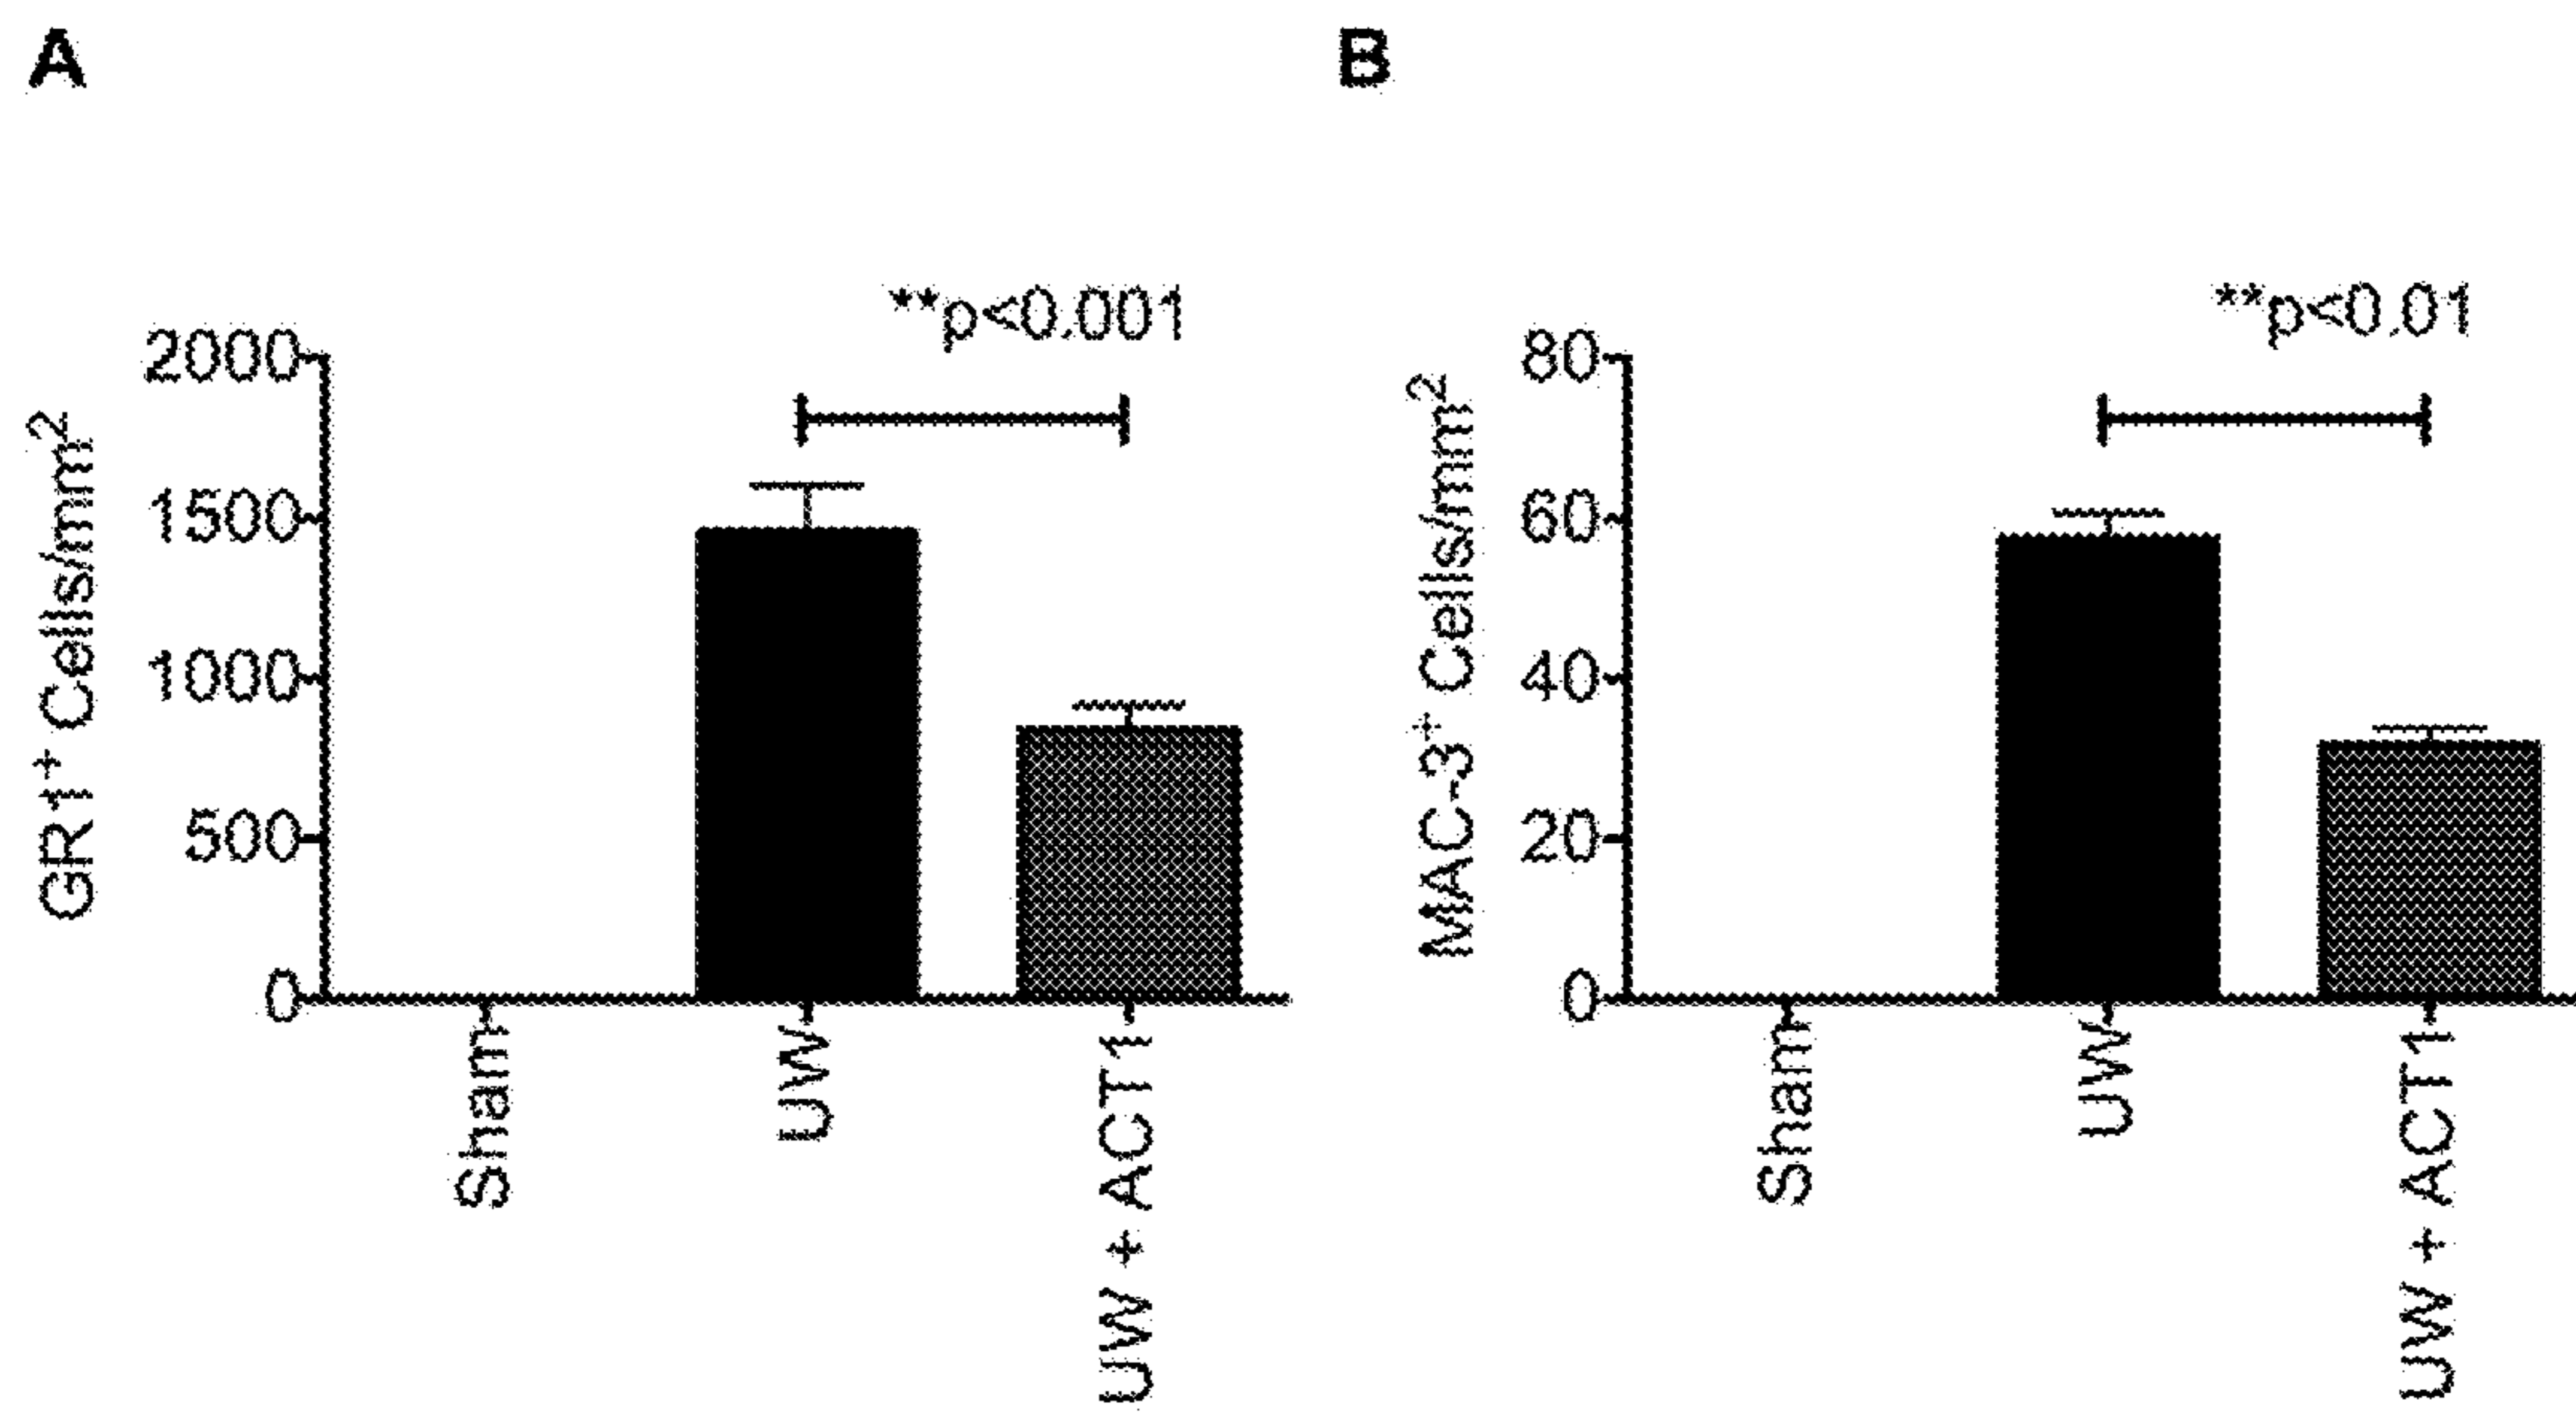 A
**p<0.001
GR1⁺ Cells/mm²
2000
1500
1000
500
0
Sham
UW
UW + ACT1
B
**p<0.01
MAC-3⁺ Cells/mm²
80
60
40
20
0
Sham
UW
UW + ACT1